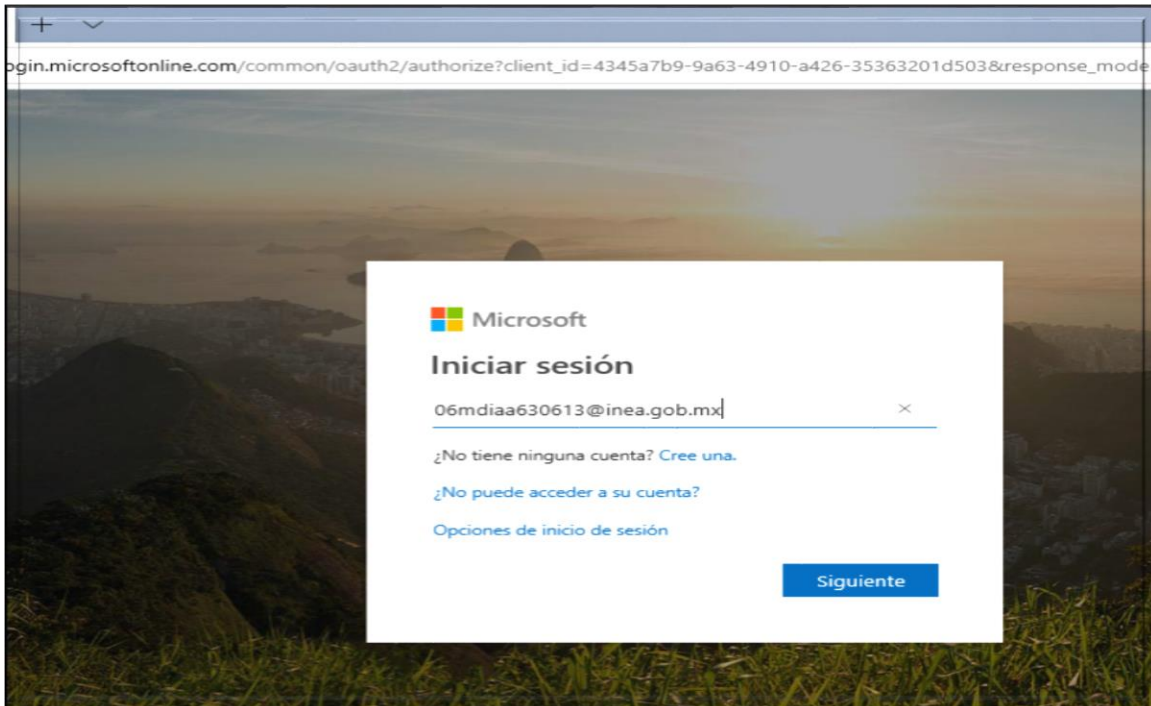 ogin.microsoftonline.com/common/oauth2/authorize?client_id=4345a7b9-9a63-4910-a426-35363201d503&response_mode
Microsoft
Iniciar sesión
06mdiaa630613@inea.gob.mx
¿No tiene ninguna cuenta? Cree una.
¿No puede acceder a su cuenta?
Opciones de inicio de sesión
Siguiente